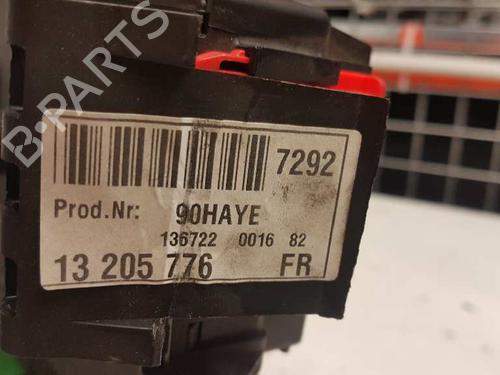 B-PARTS
7292
Prod.Nr: 90HAYE
136722 0016 82
13 205 776 FR